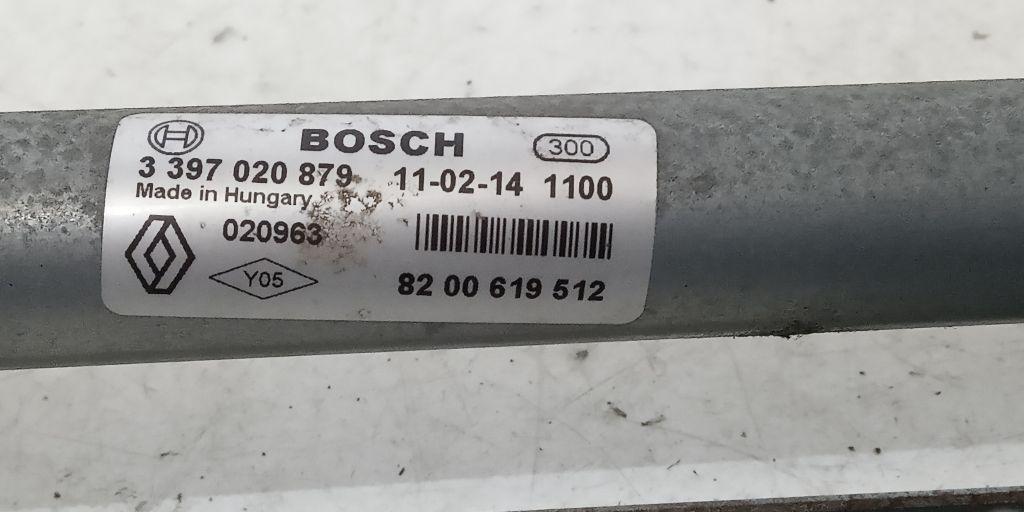 BOSCH 300
3 397 020 879 11-02-14 1100
Made in Hungary
020963
Y05 82 00 619 512